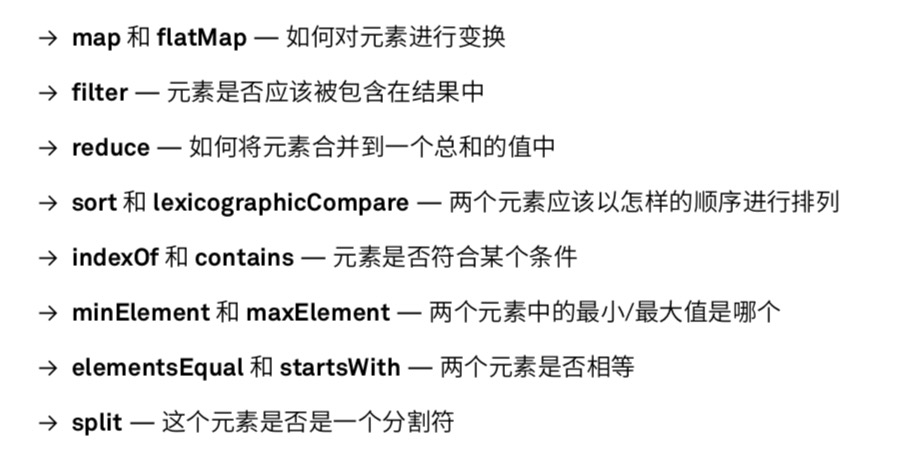 → map 和 flatMap — 如何对元素进行变换
→ filter — 元素是否应该被包含在结果中
→ reduce — 如何将元素合并到一个总和的值中
→ sort 和 lexicographicCompare — 两个元素应该以怎样的顺序进行排列
→ indexOf 和 contains — 元素是否符合某个条件
→ minElement 和 maxElement — 两个元素中的最小/最大值是哪个
→ elementsEqual 和 startsWith — 两个元素是否相等
→ split — 这个元素是否是一个分割符